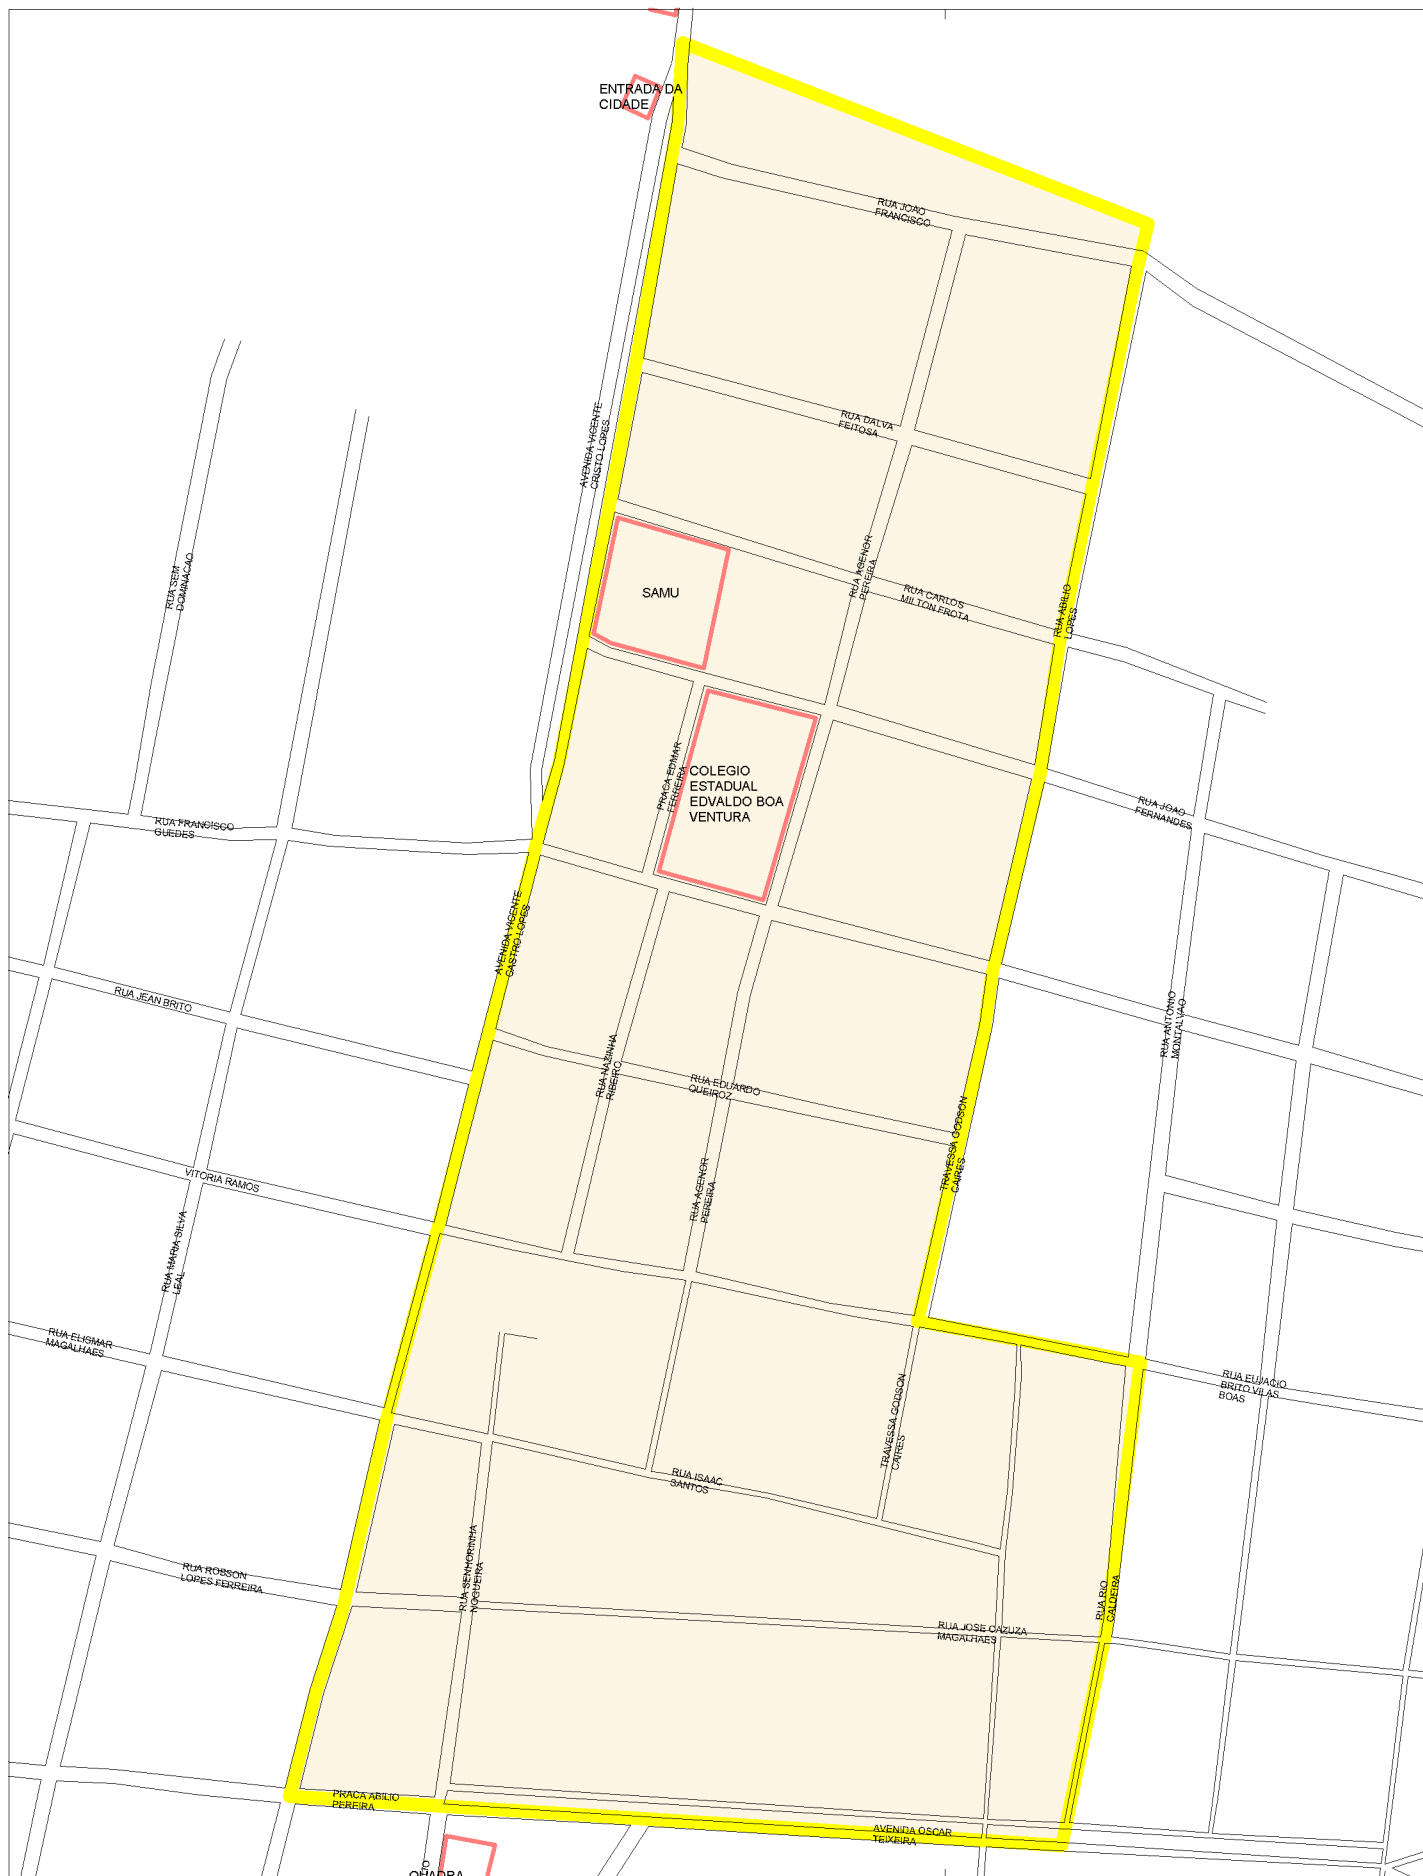 ENTRADA DA
CIDADE
RUA JOAO
FRANCISCO
AVENIDA VICENTE
CRISTO LOPES
RUA DALVA
FEITOSA
RUA SEM
DOMINACAO
SAMU
RUA AGENOR
PEREIRA
RUA CARLOS
MILTON FROTA
RUA ABILIO
LOPES
PRACA EDMAR
FERREIRA
COLEGIO
ESTADUAL
EDVALDO BOA
VENTURA
RUA JOAO
FERNANDES
RUA FRANCISCO
GUEDES
AVENIDA VICENTE
CASTRO LOPES
RUA JEAN BRITO
RUA ANTONIO
MONTALVAO
RUA NAZINHA
RIBEIRO
RUA EDUARDO
QUEIROZ
TRAVESSA GODSON
CAIRES
VITORIA RAMOS
RUA AGENOR
PEREIRA
RUA MARIA SILVA
LEAL
RUA ELISMAR
MAGALHAES
RUA EUJACIO
BRITO VILAS
BOAS
TRAVESSA GODSON
CAIRES
RUA ISAAC
SANTOS
RUA ROSSON
LOPES FERREIRA
RUA SENHORINHA
NOGUEIRA
RUA RIO
CALDEIRA
RUA JOSE CAZUZA
MAGALHAES
PRACA ABILIO
PEREIRA
AVENIDA OSCAR
TEIXEIRA
QUADRA